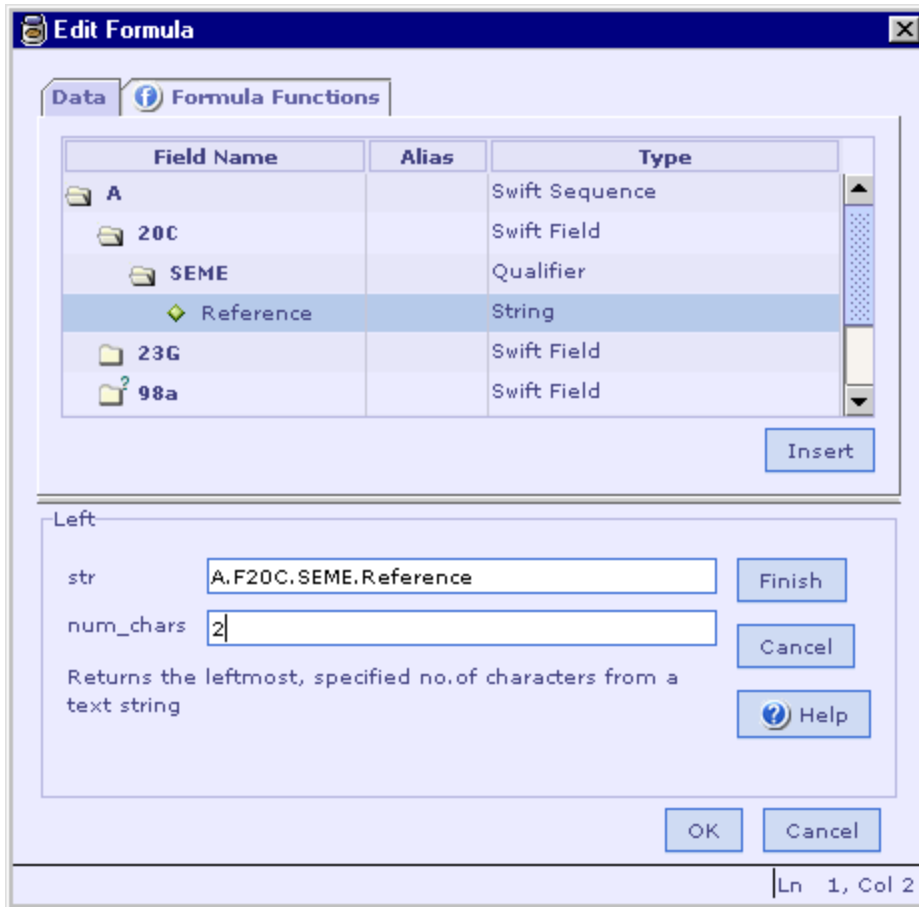 Edit Formula
Data Formula Functions
Field Name Alias Type
A Swift Sequence
20C Swift Field
SEME Qualifier
Reference String
23G Swift Field
98a Swift Field
Insert
Left
str A.F20C.SEME.Reference Finish
num_chars 2
Cancel
Returns the leftmost, specified no.of characters from a
text string
Help
OK Cancel
Ln 1, Col 2